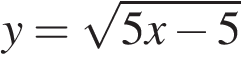 y = √(5x − 5)